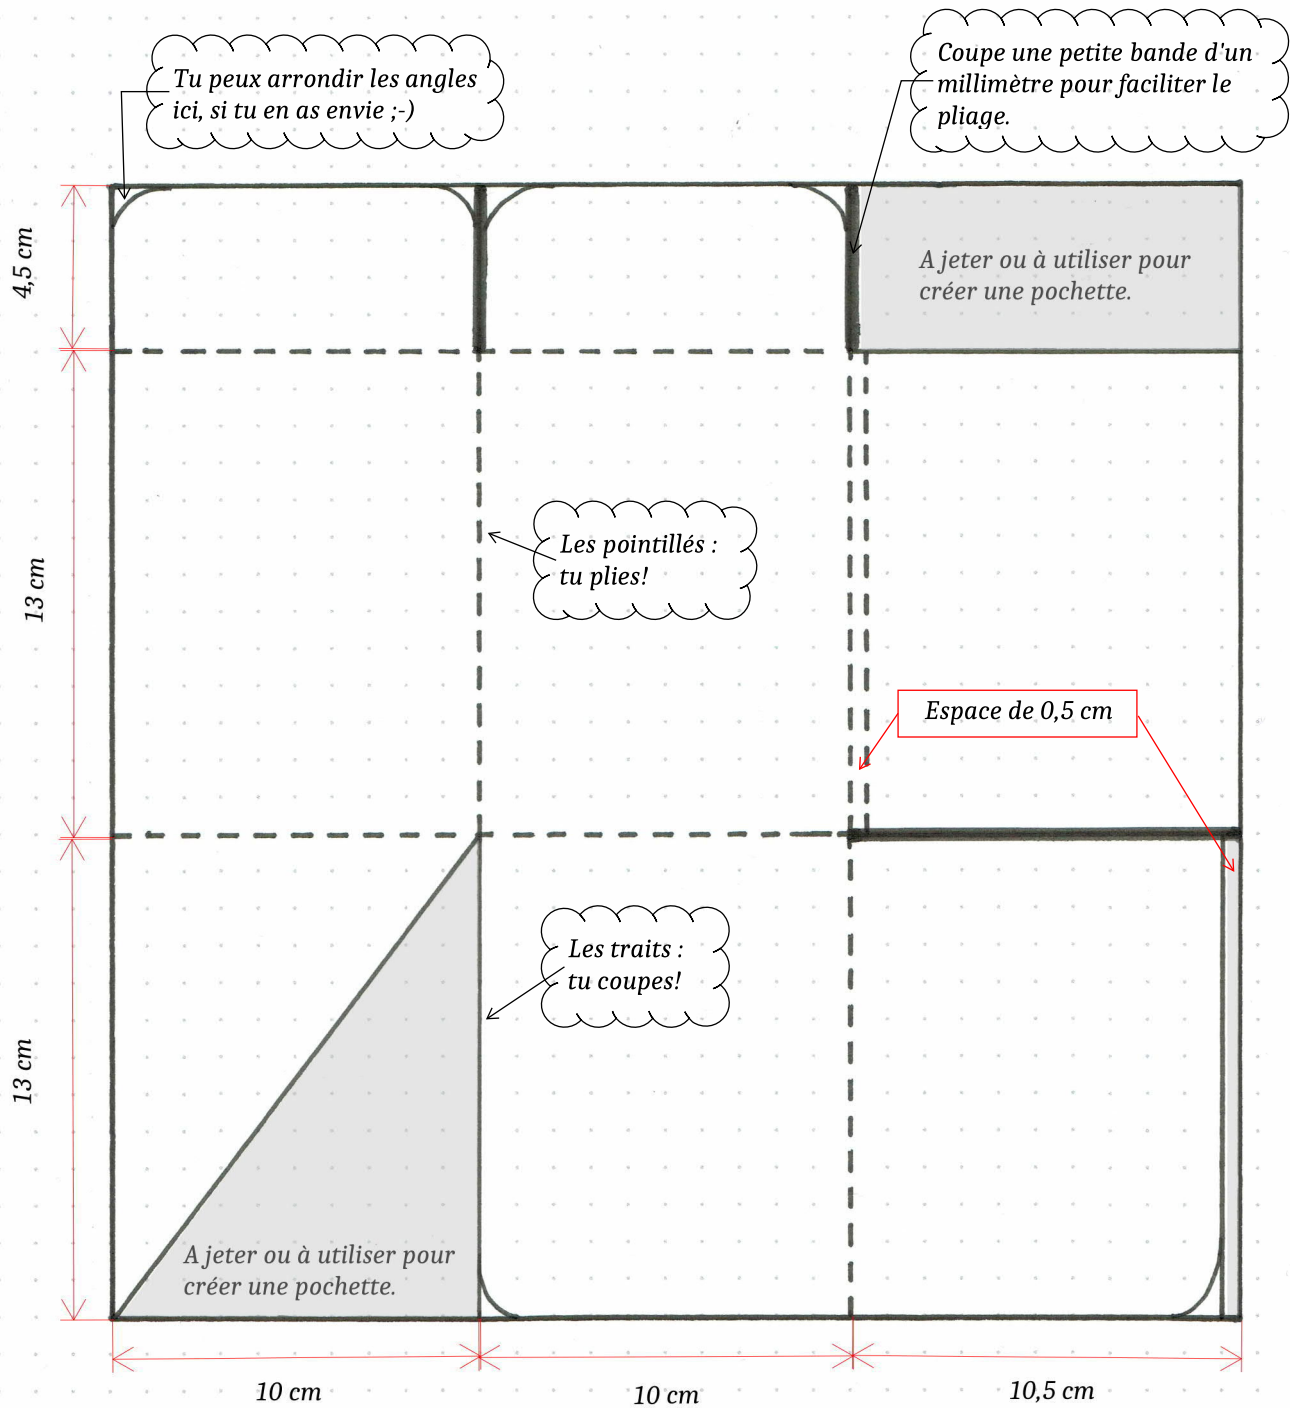 Tu peux arrondir les angles
ici, si tu en as envie ;-)
Coupe une petite bande d'un
millimètre pour faciliter le
pliage.
4,5 cm
A jeter ou à utiliser pour
créer une pochette.
13 cm
Les pointillés :
tu plies!
Espace de 0,5 cm
13 cm
Les traits :
tu coupes!
A jeter ou à utiliser pour
créer une pochette.
10 cm
10 cm
10,5 cm